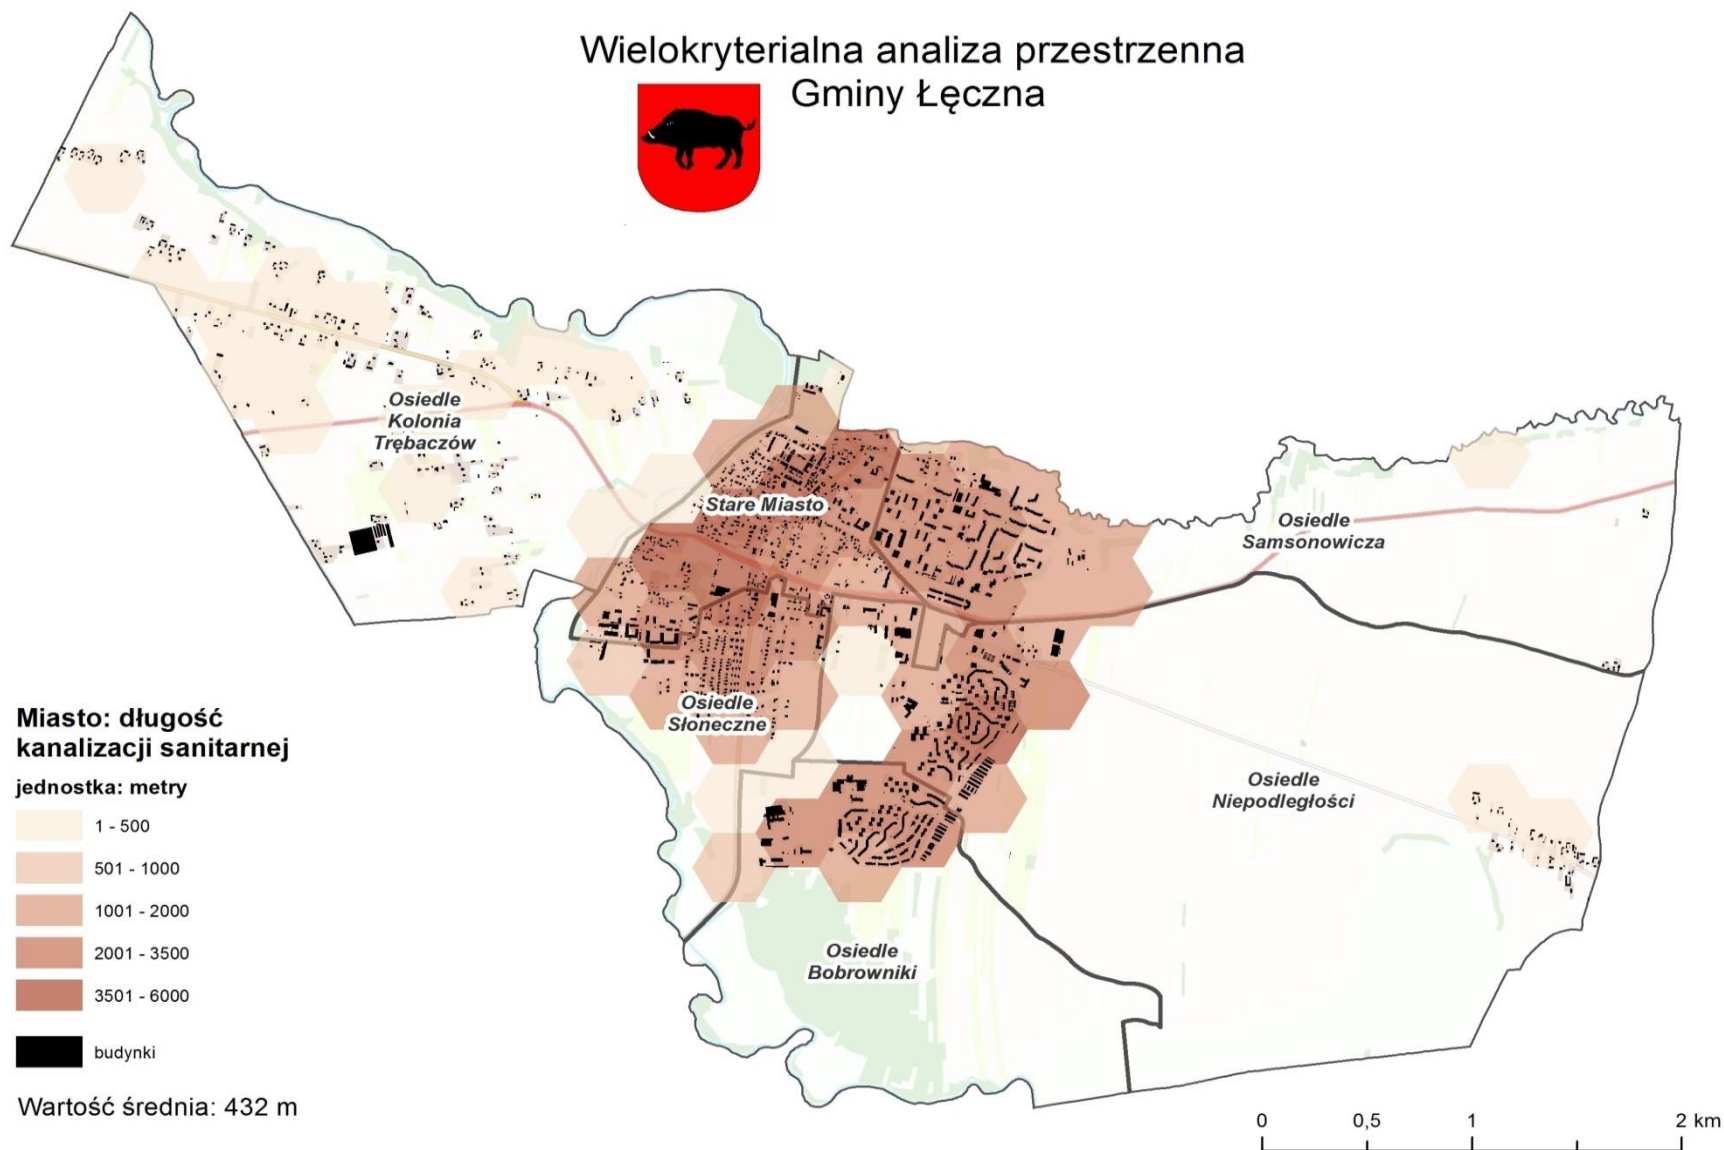 Wielokryterialna analiza przestrzenna
Gminy Łęczna
Osiedle
Kolonia
Trębaczów
Stare Miasto
Osiedle
Samsonowicza
Osiedle
Słoneczne
Osiedle
Niepodległości
Osiedle
Bobrowniki
Miasto: długość
kanalizacji sanitarnej
jednostka: metry
1 - 500
501 - 1000
1001 - 2000
2001 - 3500
3501 - 6000
budynki
Wartość średnia: 432 m
0 0,5 1 2 km